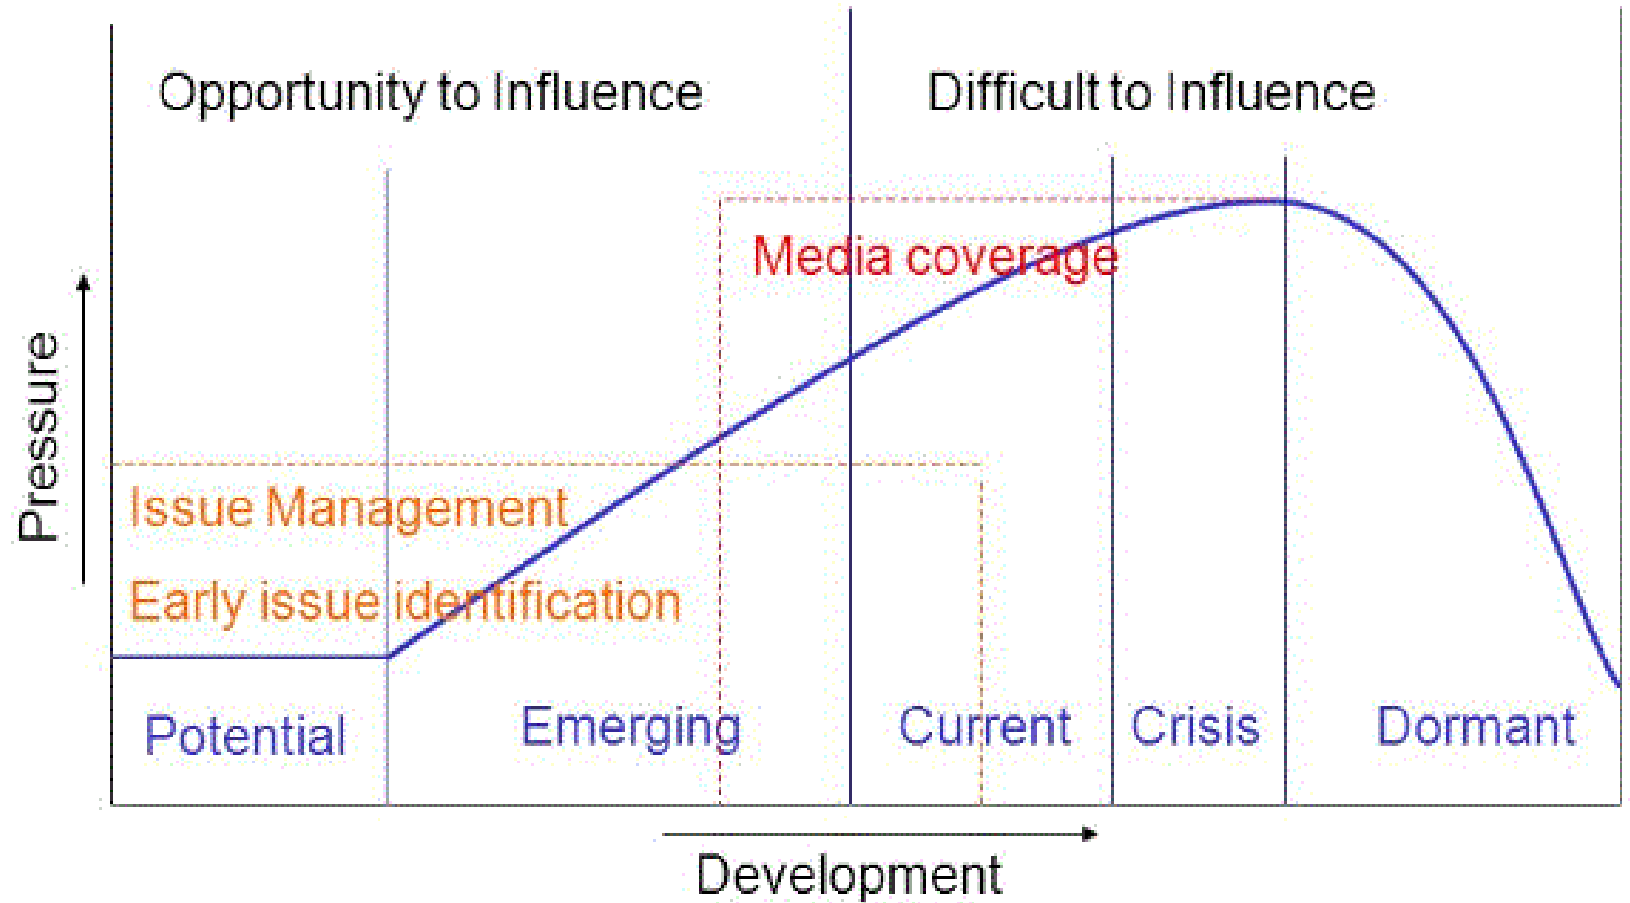 Opportunity to Influence
Difficult to Influence
Media coverage
Pressure
Issue Management
Early issue identification
Potential
Emerging
Current
Crisis
Dormant
Development